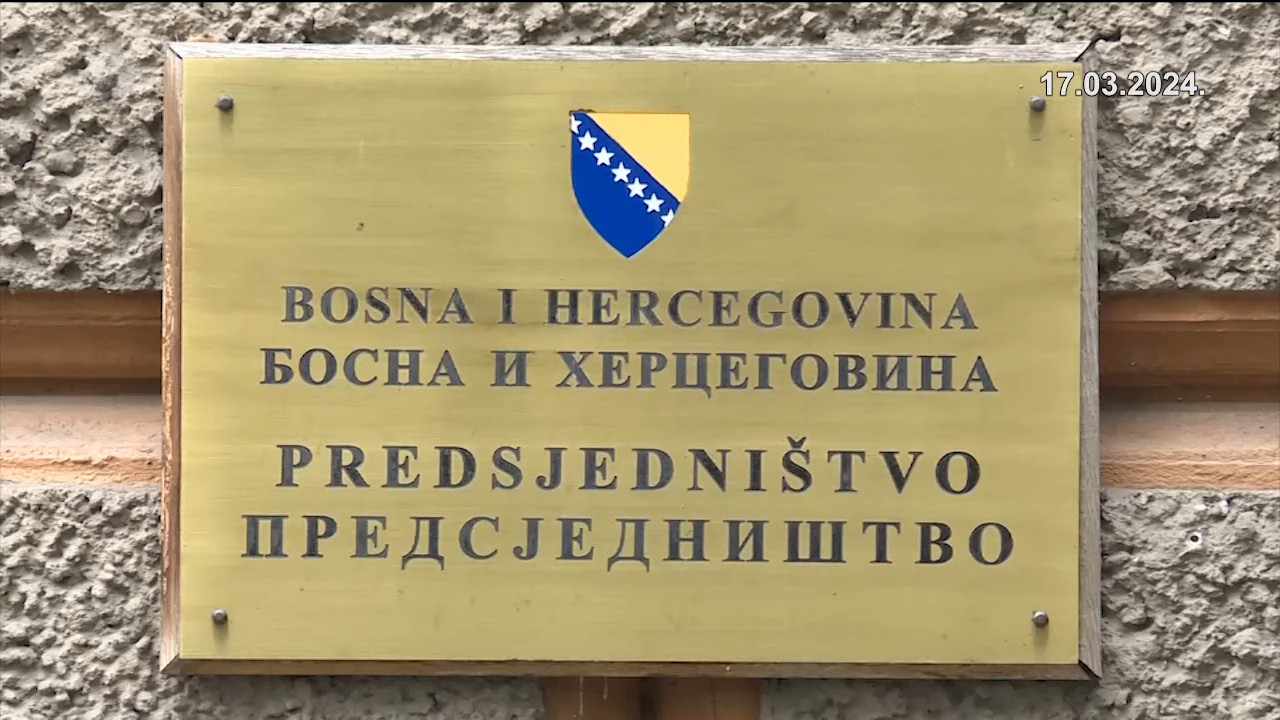 17.03.2024.
BOSNA I HERCEGOVINA
БОСНА И ХЕРЦЕГОВИНА
PREDSJEDNIŠTVO
ПРЕДСЈЕДНИШТВО